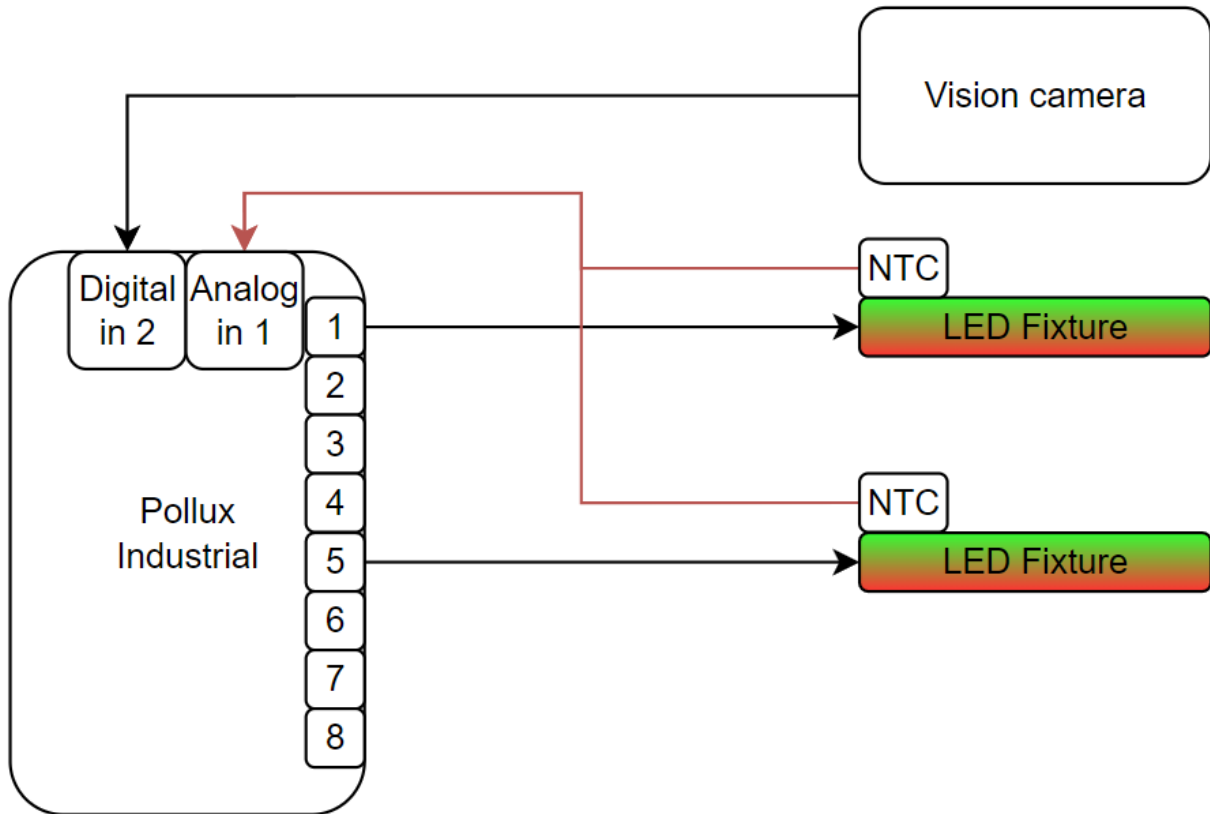 Vision camera
Digital
in 2
Analog
in 1
NTC
LED Fixture
1
2
3
4
5
6
7
8
Pollux
Industrial
NTC
LED Fixture